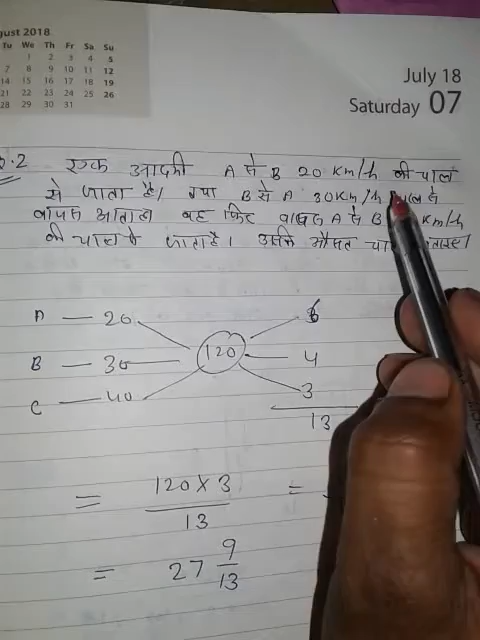 gust 2018
Tu We Th Fr Sa Su
1 2 3 4 5
7 8 9 10 11 12
14 15 16 17 18 19
21 22 23 24 25 26
28 29 30 31
July 18
Saturday 07
Q.2 एक आदमी A से B 20 Km/h की चाल
से जाता है। तथा B से A 30Km/h चाल से
वापस आता है। वह फिर वापस A से B Km/h
की चाल से जाता है। उसकी औसत
A — 20 6
B — 30 120 4
C — 40 3
13
= 120 × 3 / 13 =
= 27 9/13